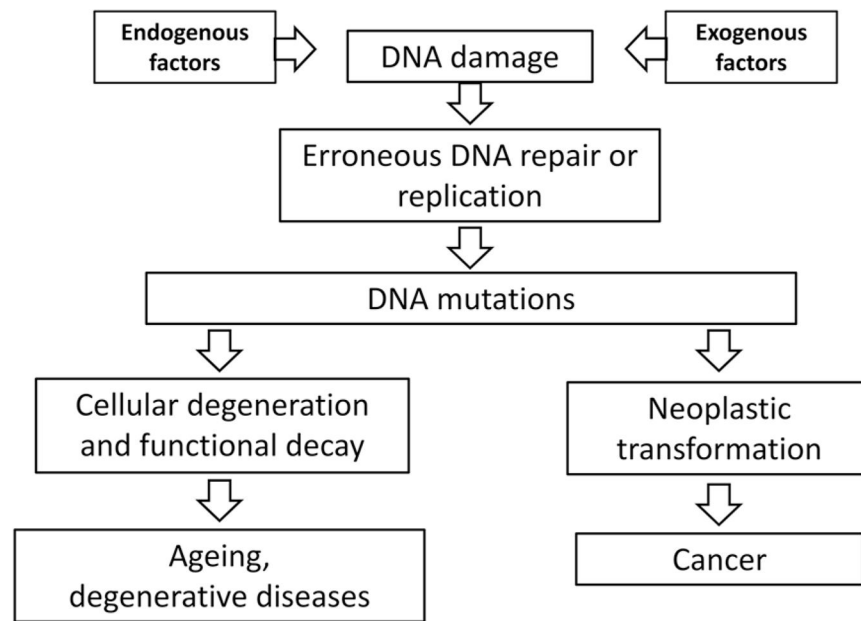 Endogenous
factors
DNA damage
Exogenous
factors
Erroneous DNA repair or
replication
DNA mutations
Cellular degeneration
and functional decay
Neoplastic
transformation
Ageing,
degenerative diseases
Cancer